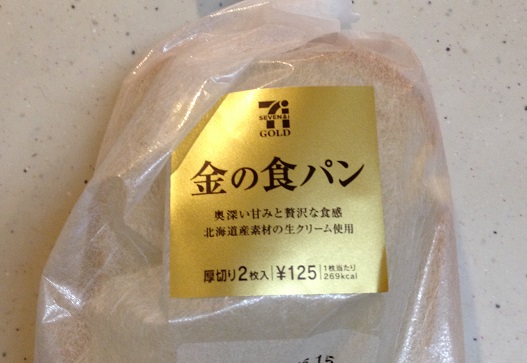 SEVEN&i
GOLD
金の食パン
奥深い甘みと贅沢な食感
北海道産素材の生クリーム使用
厚切り2枚入 ¥125 1枚当たり
269kcal